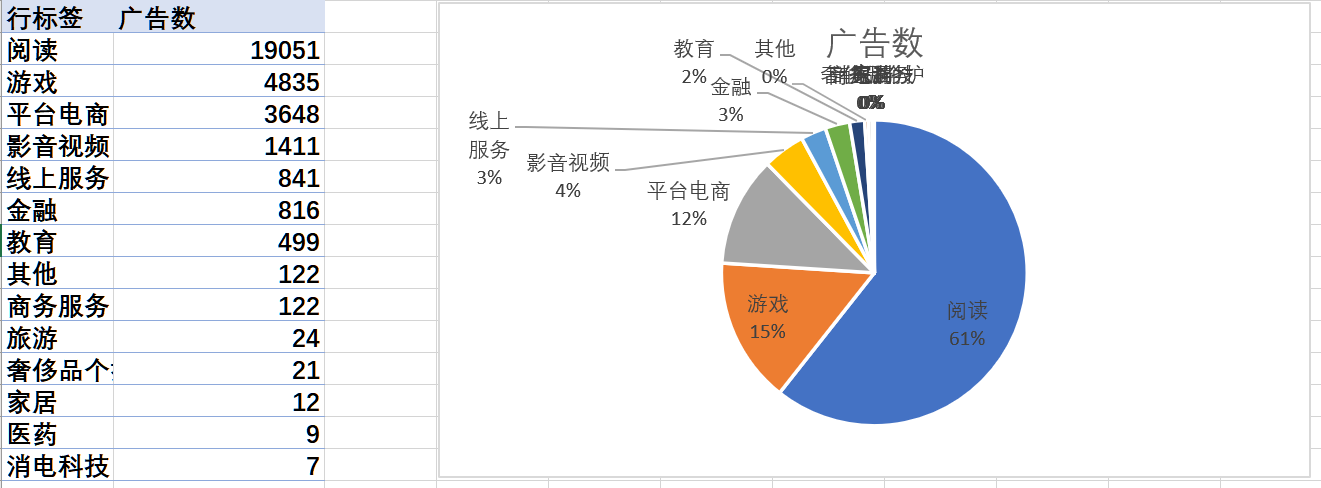 行标签 广告数
阅读 19051
游戏 4835
平台电商 3648
影音视频 1411
线上服务 841
金融 816
教育 499
其他 122
商务服务 122
旅游 24
奢侈品个 21
家居 12
医药 9
消电科技 7
广告数
教育
2%
其他
0%
金融
3%
线上
服务
3%
影音视频
4%
平台电商
12%
游戏
15%
阅读
61%